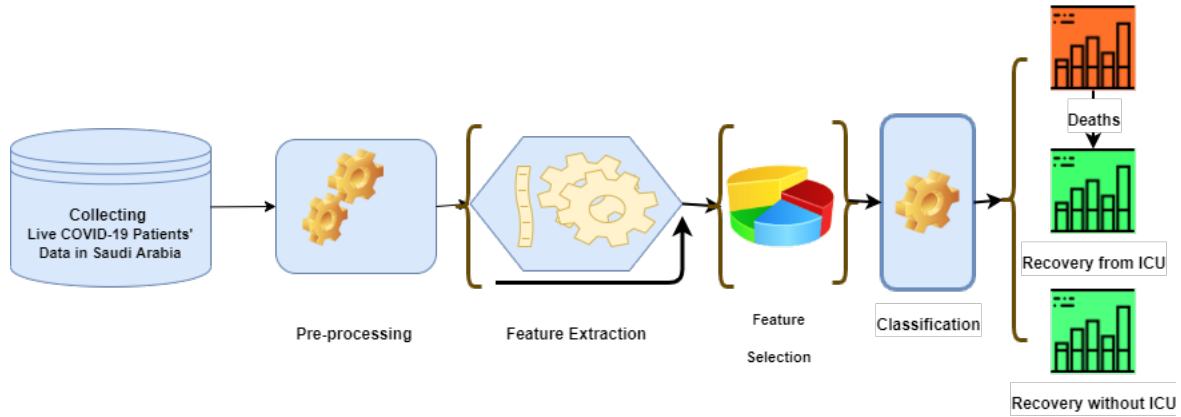 Collecting
Live COVID-19 Patients'
Data in Saudi Arabia
Pre-processing
Feature Extraction
Feature
Selection
Classification
Deaths
Recovery from ICU
Recovery without ICU